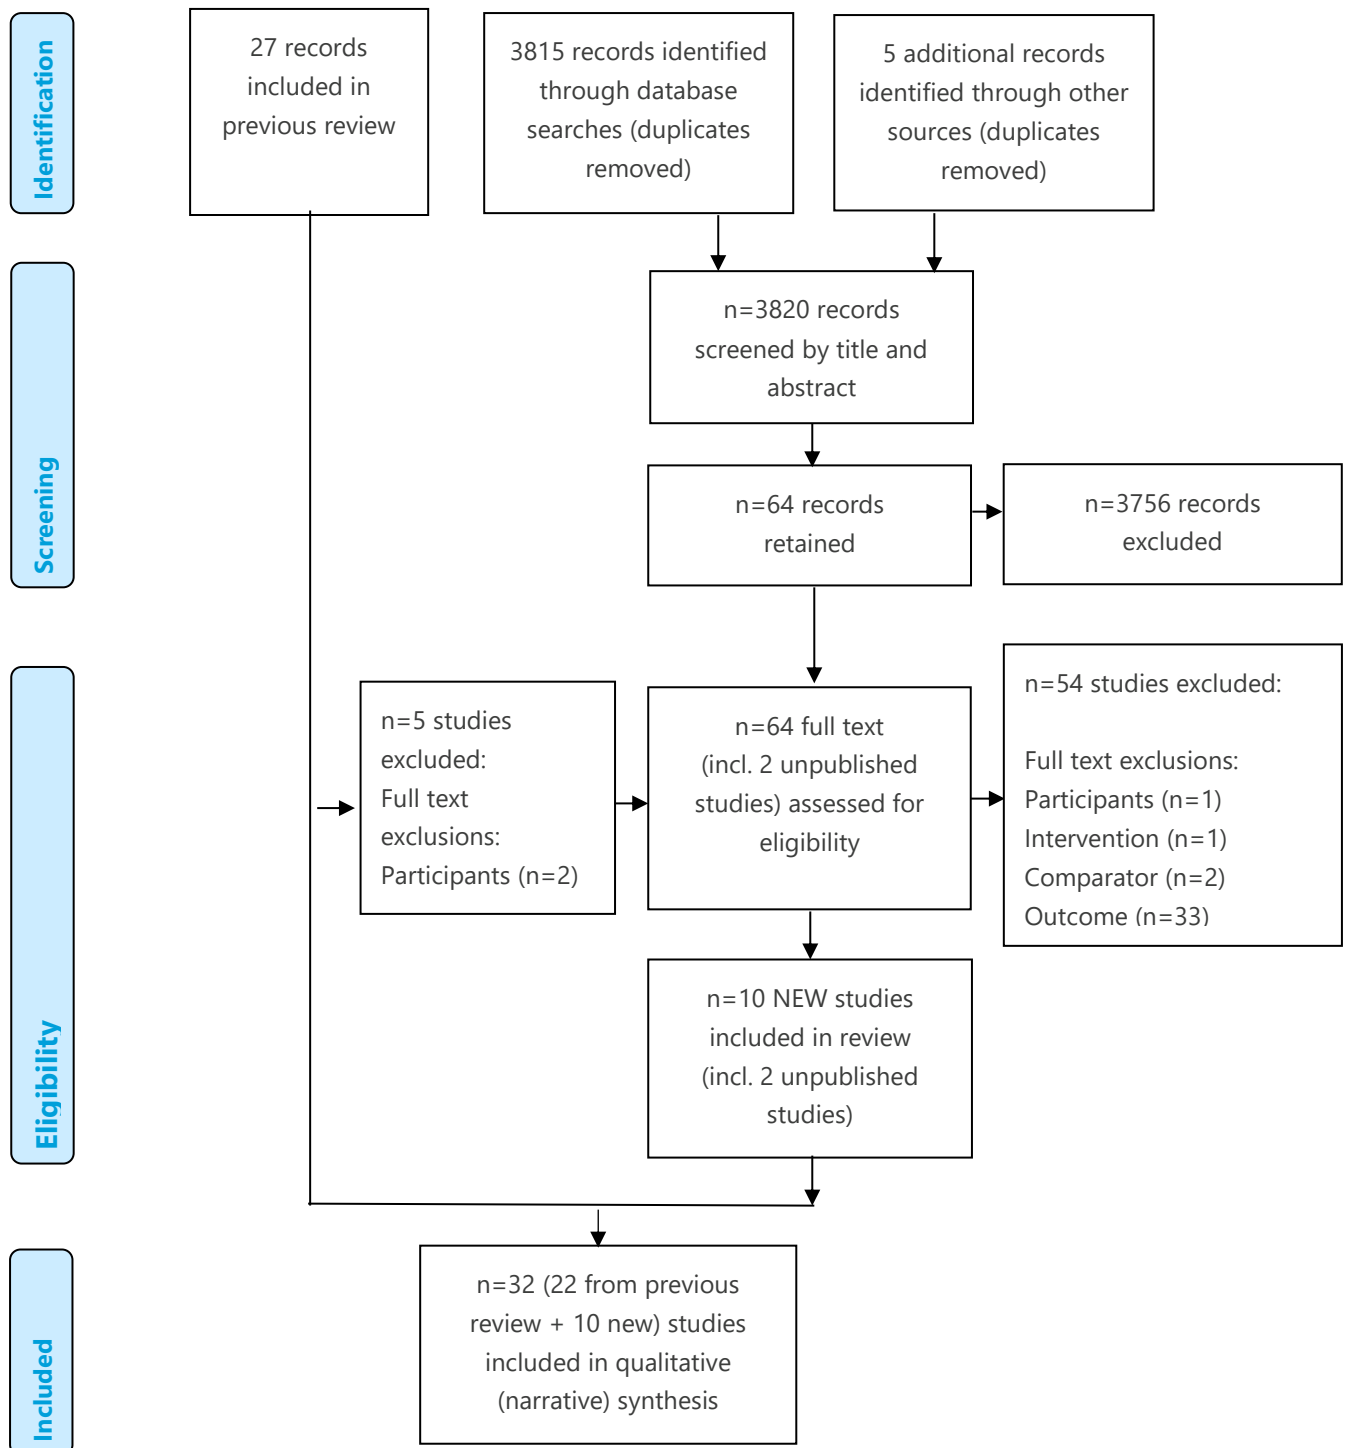 Identification
27 records
included in
previous review
3815 records identified
through database
searches (duplicates
removed)
5 additional records
identified through other
sources (duplicates
removed)
Screening
n=3820 records
screened by title and
abstract
n=64 records
retained
n=3756 records
excluded
Eligibility
n=5 studies
excluded:
Full text
exclusions:
Participants (n=2)
n=64 full text
(incl. 2 unpublished
studies) assessed for
eligibility
n=54 studies excluded:
Full text exclusions:
Participants (n=1)
Intervention (n=1)
Comparator (n=2)
Outcome (n=33)
n=10 NEW studies
included in review
(incl. 2 unpublished
studies)
Included
n=32 (22 from previous
review + 10 new) studies
included in qualitative
(narrative) synthesis